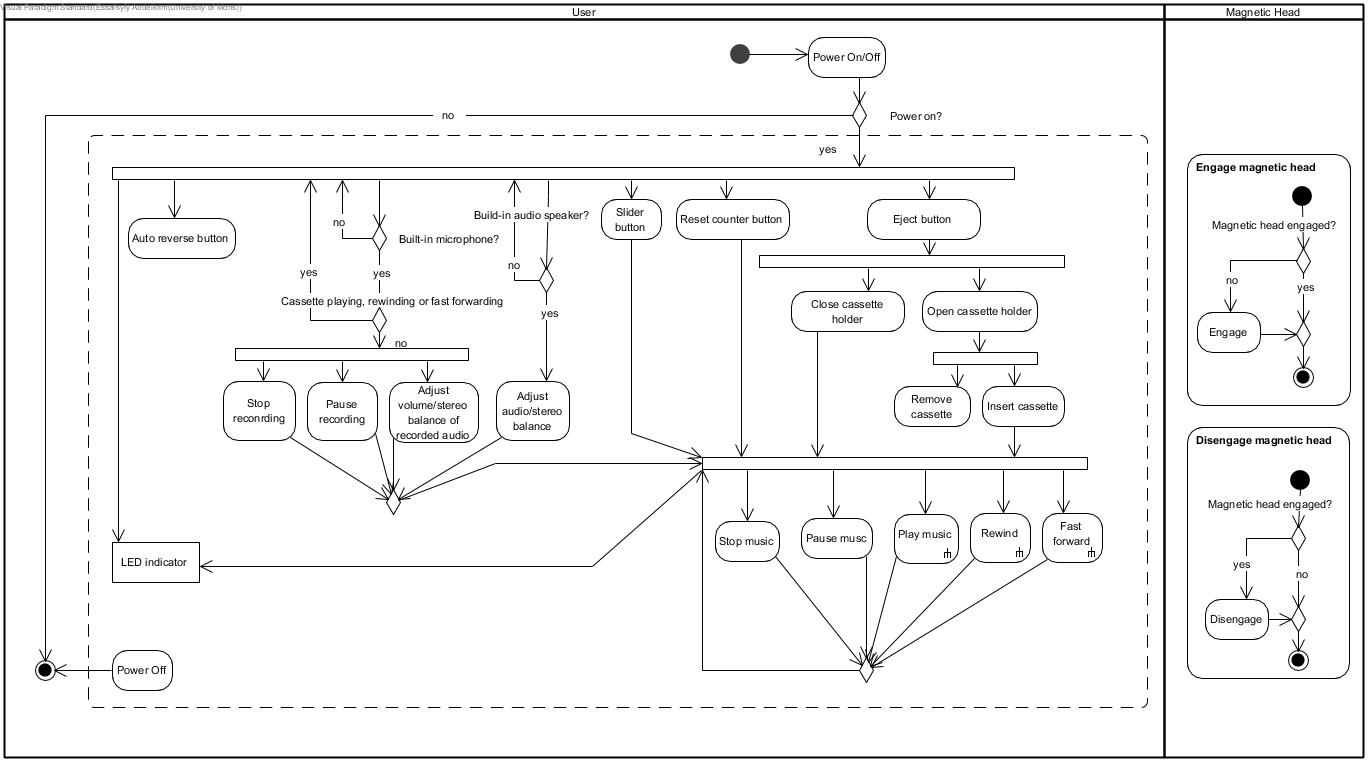 Visual Paradigm Standard(Essarsyfy Abdelkrim(University of Mons))
User
Magnetic Head
Power On/Off
no
Power on?
yes
Engage magnetic head
Auto reverse button
no
Built-in microphone?
Build-in audio speaker?
Slider
button
Reset counter button
Eject button
Magnetic head engaged?
yes
yes
no
no
yes
Cassette playing, rewinding or fast forwarding
yes
no
Close cassette
holder
Open cassette holder
Engage
Stop
reconrding
Pause
recording
Adjust
volume/stereo
balance of
recorded audio
Adjust
audio/stereo
balance
Remove
cassette
Insert cassette
Disengage magnetic head
Magnetic head engaged?
yes
no
Stop music
Pause musc
Play music
Rewind
Fast
forward
LED indicator
Disengage
Power Off